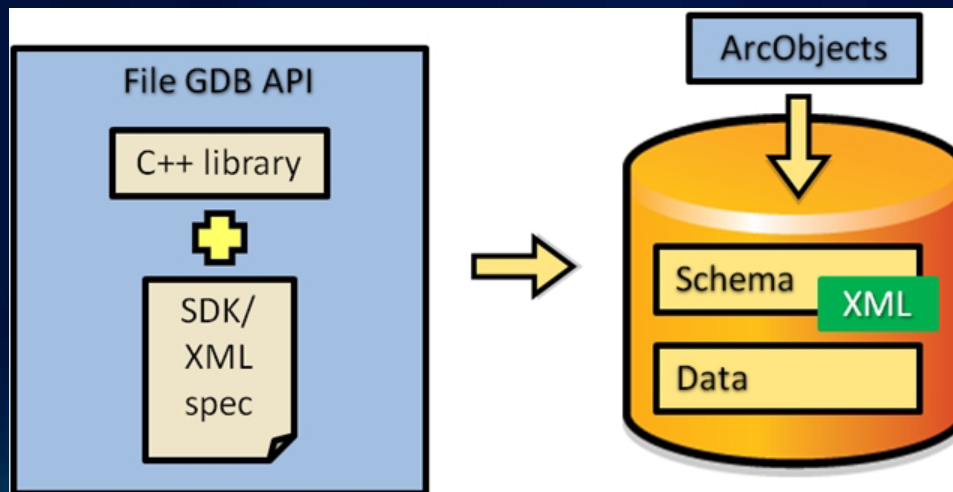 File GDB API
C++ library
SDK/
XML
spec
ArcObjects
Schema
XML
Data